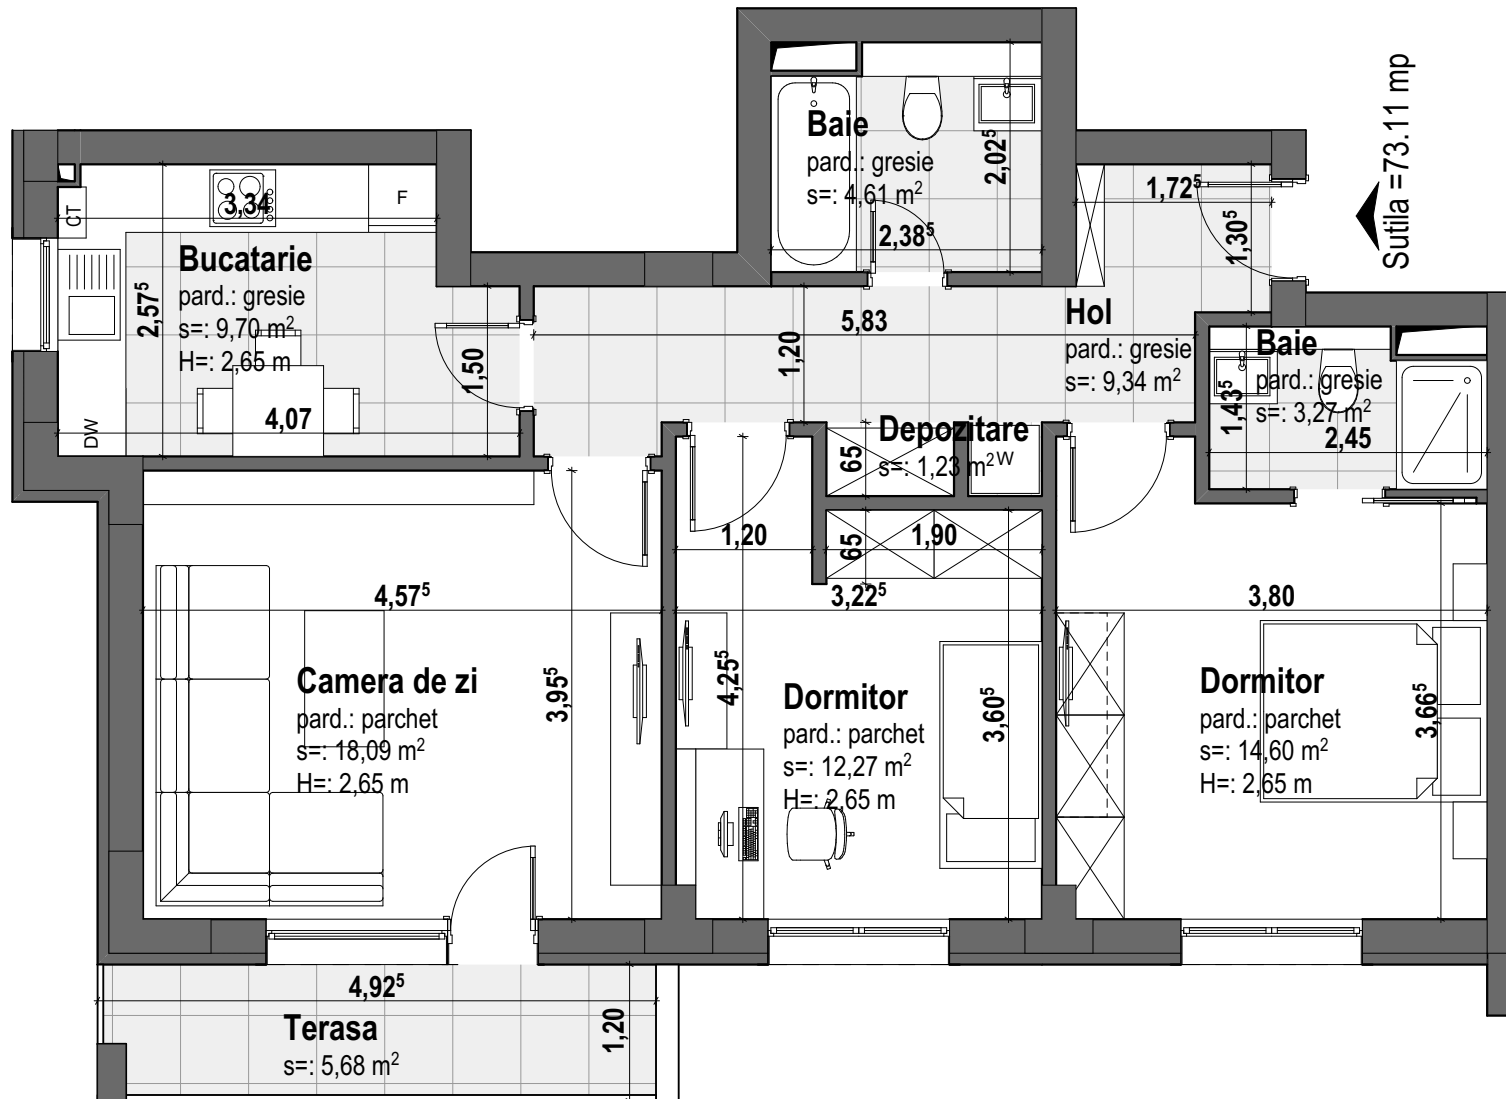 Sutila =73.11 mp
Baie
pard.: gresie
s=: 4,61 m²
2,02⁵
2,38⁵
1,72⁵
1,30⁵
CT
3,34
F
Bucatarie
pard.: gresie
s=: 9,70 m²
H=: 2,65 m
2,57⁵
1,50
4,07
DW
5,83
1,20
Hol
pard.: gresie
s=: 9,34 m²
Baie
pard.: gresie
s=: 3,27 m²
1,43⁵
2,45
Depozitare
s=: 1,23 m²
W
65
65
1,20
1,90
4,57⁵
3,22⁵
3,80
Camera de zi
pard.: parchet
s=: 18,09 m²
H=: 2,65 m
3,95⁵
4,25⁵
Dormitor
pard.: parchet
s=: 12,27 m²
H=: 2,65 m
3,60⁵
Dormitor
pard.: parchet
s=: 14,60 m²
H=: 2,65 m
3,66⁵
4,92⁵
Terasa
s=: 5,68 m²
1,20